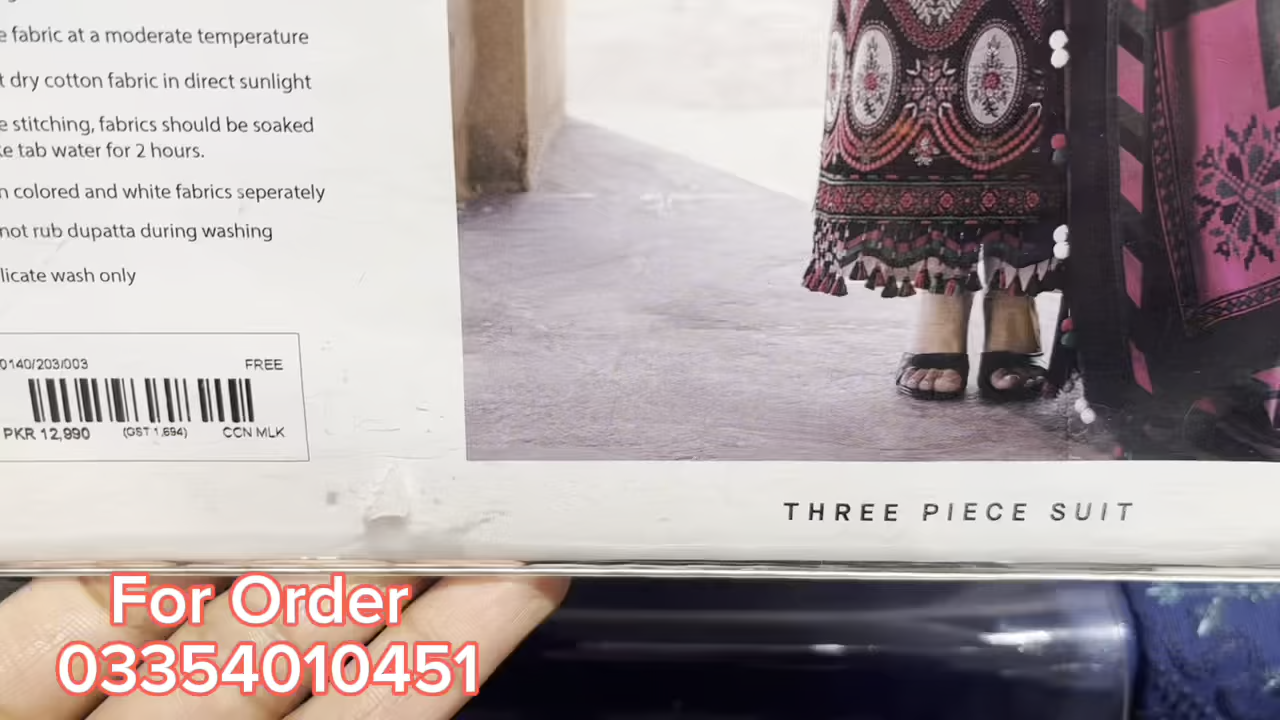 e fabric at a moderate temperature
t dry cotton fabric in direct sunlight
e stitching, fabrics should be soaked
ke tab water for 2 hours.
n colored and white fabrics seperately
not rub dupatta during washing
licate wash only
0140/203/003 FREE
PKR 12,990 (GST 1,694) CCN MLK
THREE PIECE SUIT
For Order
03354010451